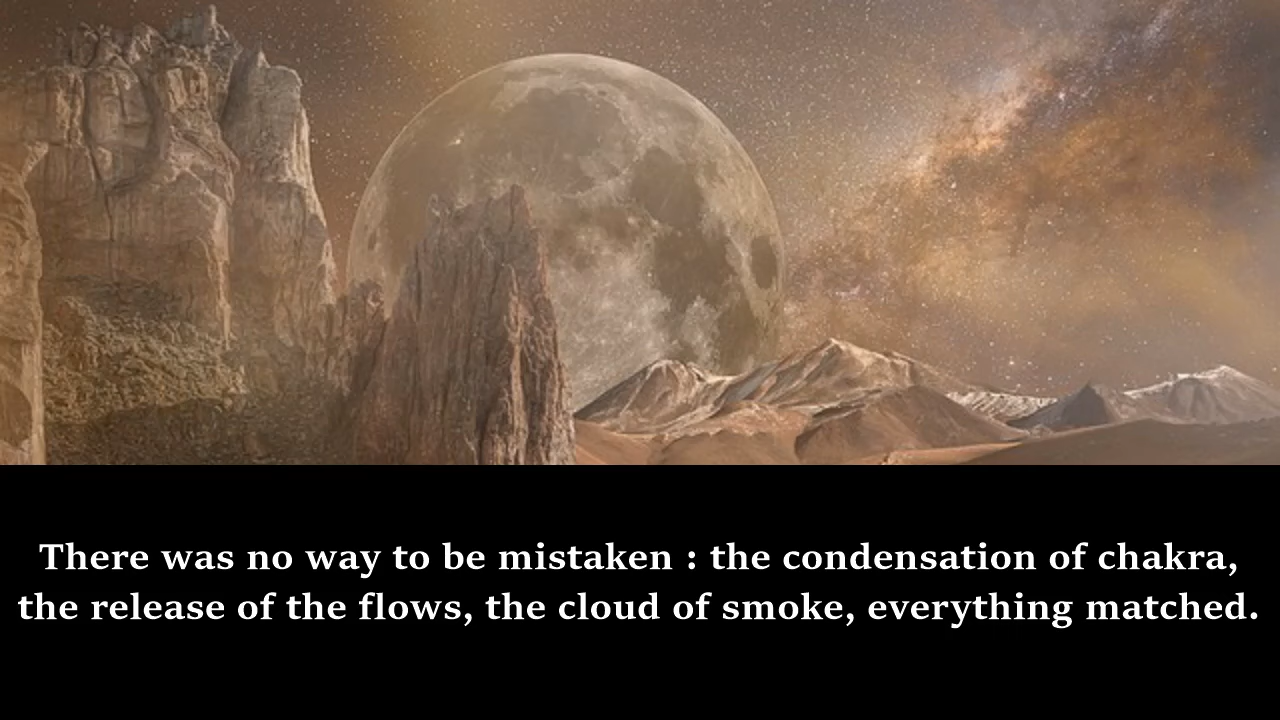 There was no way to be mistaken : the condensation of chakra,
the release of the flows, the cloud of smoke, everything matched.